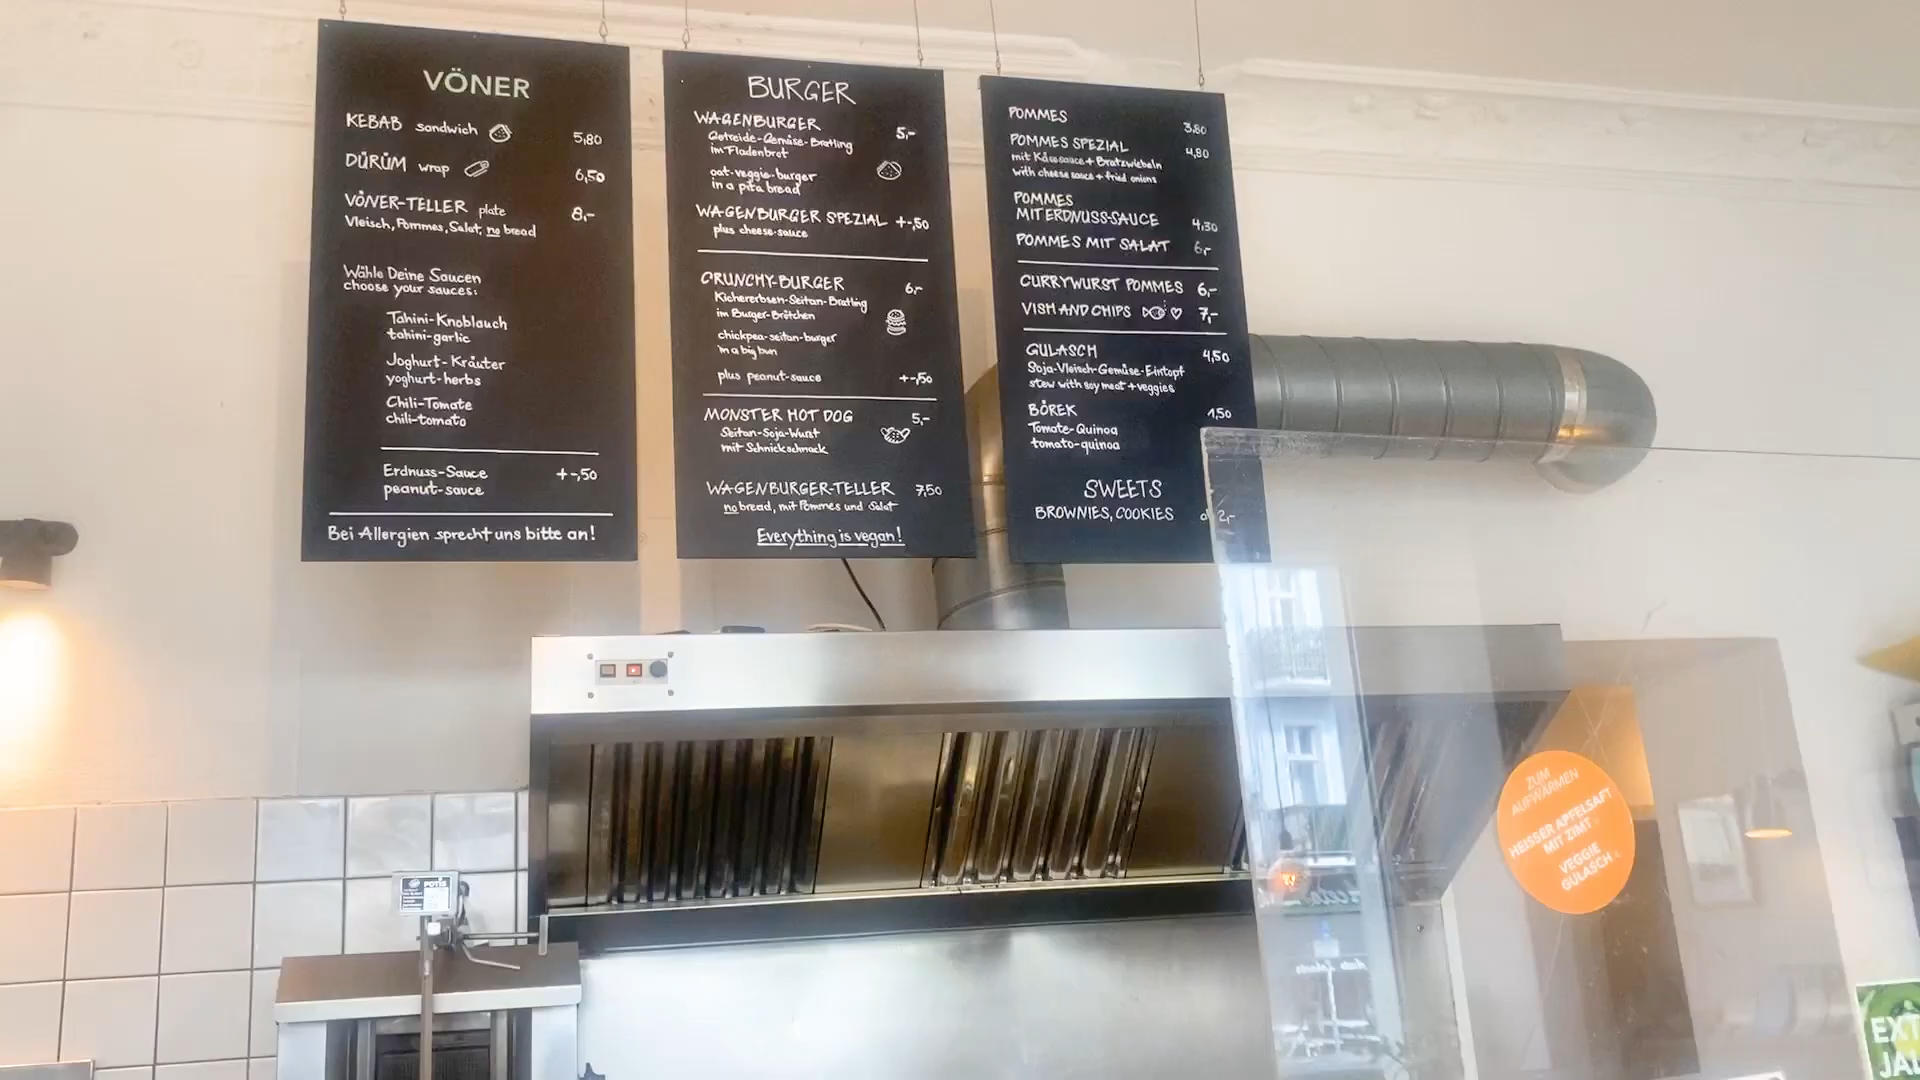 VÖNER
KEBAB sandwich 5,80
DÜRÜM wrap 6,50
VÖNER-TELLER plate 8,-
Vleisch, Pommes, Salat, no bread
Wähle Deine Saucen
choose your sauces:
Tahini-Knoblauch
tahini-garlic
Joghurt-Kräuter
yoghurt-herbs
Chili-Tomate
chili-tomato
Erdnuss-Sauce +-,50
peanut-sauce
Bei Allergien sprecht uns bitte an!
BURGER
WAGENBURGER 5,-
Getreide-Gemüse-Bratling
im Fladenbrot
oat-veggie-burger
in a pita bread
WAGENBURGER SPEZIAL +-,50
plus cheese-sauce
CRUNCHY-BURGER 6,-
Kichererbsen-Seitan-Bratling
im Burger-Brötchen
chickpea-seitan-burger
in a big bun
plus peanut-sauce +-,50
MONSTER HOT DOG 5,-
Seitan-Soja-Wurst
mit Schnickschnack
WAGENBURGER-TELLER 7,50
no bread, mit Pommes und Salat
Everything is vegan!
POMMES 3,80
POMMES SPEZIAL 4,80
mit Käsesauce + Bratzwiebeln
with cheese sauce + fried onions
POMMES
MIT ERDNUSS-SAUCE 4,30
POMMES MIT SALAT 6,-
CURRYWURST POMMES 6,-
VISH AND CHIPS 7,-
GULASCH 4,50
Soja-Vleisch-Gemüse-Eintopf
stew with soy meat + veggies
BÖREK 1,50
Tomate-Quinoa
tomato-quinoa
SWEETS
BROWNIES, COOKIES ab 2,-
ZUM
AUFWÄRMEN
HEISSER APFELSAFT
MIT ZIMT
VEGGIE
GULASCH
POTIS
EXT
JAL